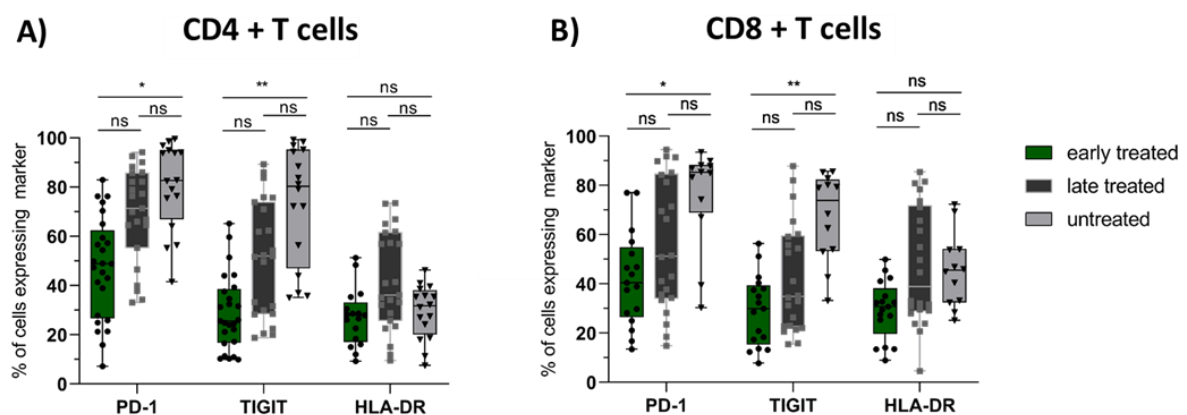 A) CD4 + T cells
* ** ns
ns ns ns
ns ns ns
% of cells expressing marker
100
80
60
40
20
0
PD-1 TIGIT HLA-DR
B) CD8 + T cells
* ** ns
ns ns ns
ns ns ns
% of cells expressing marker
100
80
60
40
20
0
PD-1 TIGIT HLA-DR
early treated
late treated
untreated